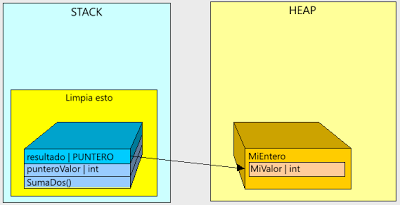 STACK
HEAP
Limpia esto
resultado | PUNTERO
punteroValor | int
SumaDos()
MiEntero
MiValor | int